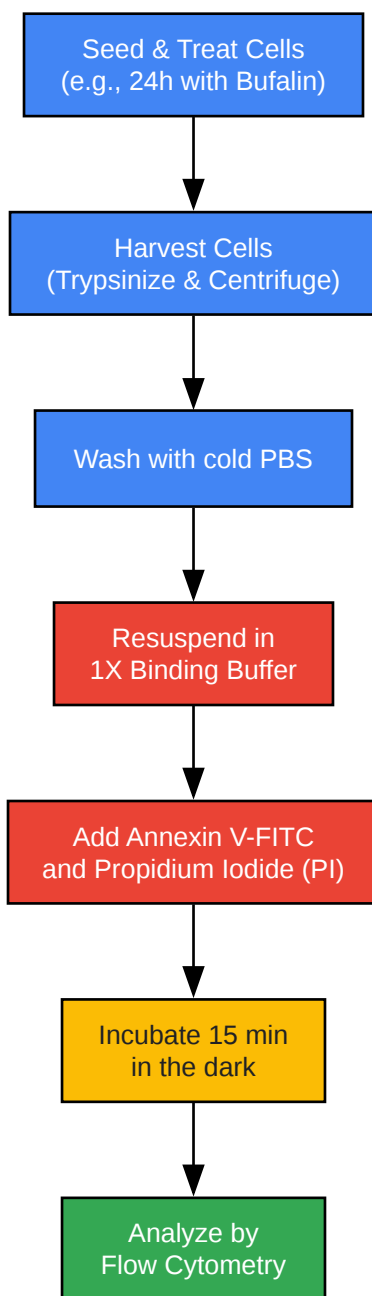 Seed & Treat Cells
(e.g., 24h with Bufalin)
Harvest Cells
(Trypsinize & Centrifuge)
Wash with cold PBS
Resuspend in
1X Binding Buffer
Add Annexin V-FITC
and Propidium Iodide (PI)
Incubate 15 min
in the dark
Analyze by
Flow Cytometry